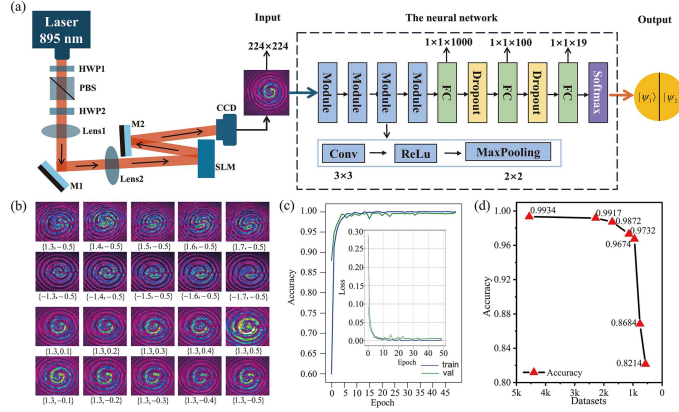 (a)
Laser
895 nm
HWP1
PBS
HWP2
Lens1
M1
Lens2
M2
SLM
CCD
Input
224×224
The neural network
1×1×1000
1×1×100
1×1×19
Module
Module
Module
Module
FC
Dropout
FC
Dropout
FC
Softmax
Output
|ψ₁⟩
|ψ₂
Conv
ReLu
MaxPooling
3×3
2×2
(b)
{1.3, −0.5} {1.4, −0.5} {1.5, −0.5} {1.6, −0.5} {1.7, −0.5}
{−1.3, −0.5} {−1.4, −0.5} {−1.5, −0.5} {−1.6, −0.5} {−1.7, −0.5}
{1.3, 0.1} {1.3, 0.2} {1.3, 0.3} {1.3, 0.4} {1.3, 0.5}
{1.3, −0.1} {1.3, −0.2} {1.3, −0.3} {1.3, −0.4} {1.3, −0.5}
(c)
Accuracy
1.00
0.95
0.90
0.85
0.80
0.75
0.70
0.65
0.60
0 5 10 15 20 25 30 35 40 45
Epoch
Loss
0.30
0.25
0.20
0.15
0.10
0.05
0.00
0 10 20 30 40 50
Epoch
train
val
(d)
Accuracy
1.00
0.96
0.92
0.88
0.84
0.80
0.9934
0.9917
0.9872
0.9732
0.9674
0.8684
0.8214
Accuracy
5k 4k 3k 2k 1k 0
Datasets